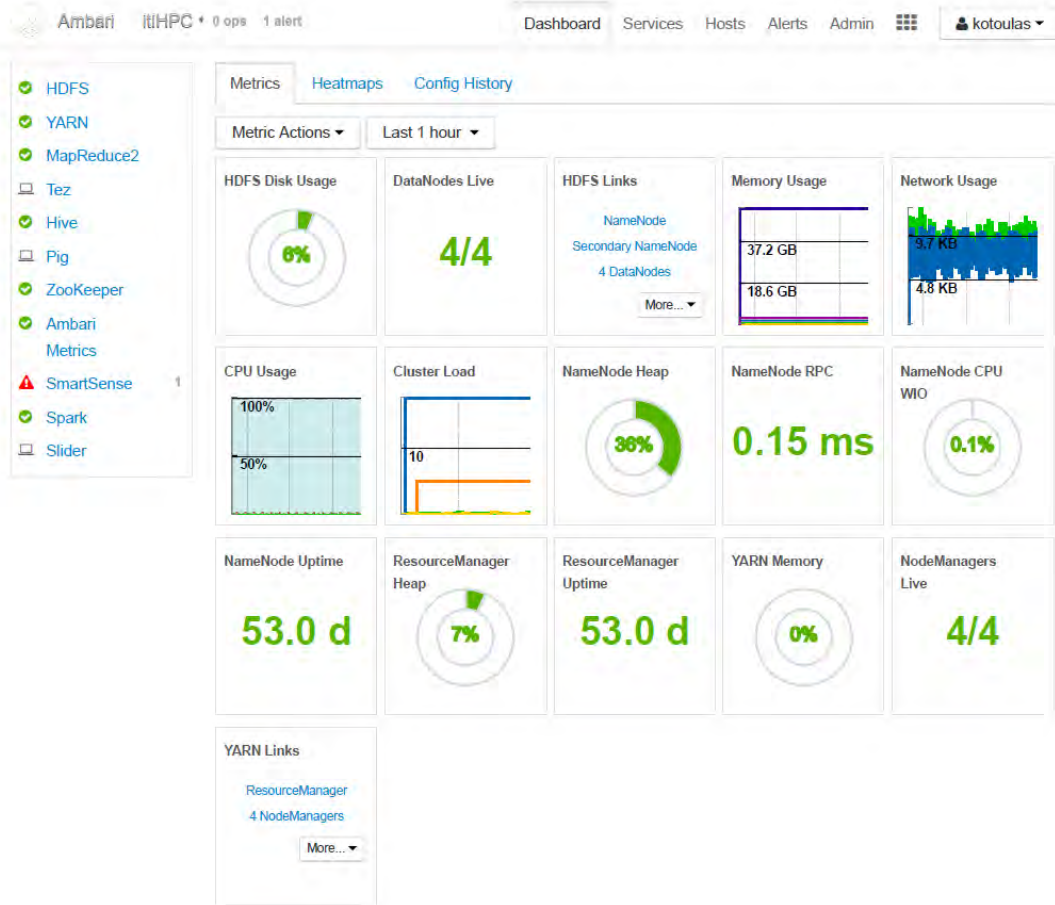 Ambari itiHPC 0 ops 1 alert Dashboard Services Hosts Alerts Admin kotoulas
HDFS
YARN
MapReduce2
Tez
Hive
Pig
ZooKeeper
Ambari
Metrics
SmartSense 1
Spark
Slider
Metrics Heatmaps Config History
Metric Actions Last 1 hour
HDFS Disk Usage
6%
DataNodes Live
4/4
HDFS Links
NameNode
Secondary NameNode
4 DataNodes
More...
Memory Usage
37.2 GB
18.6 GB
Network Usage
9.7 KB
4.8 KB
CPU Usage
100%
50%
Cluster Load
10
NameNode Heap
36%
NameNode RPC
0.15 ms
NameNode CPU
WIO
0.1%
NameNode Uptime
53.0 d
ResourceManager
Heap
7%
ResourceManager
Uptime
53.0 d
YARN Memory
0%
NodeManagers
Live
4/4
YARN Links
ResourceManager
4 NodeManagers
More...